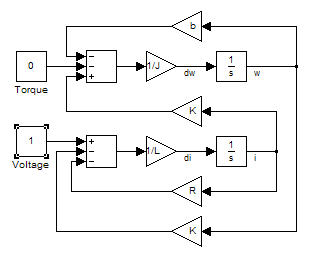 b
0
−
−
+
1/J
1
s
Torque
dw
w
K
1
+
−
−
1/L
1
s
Voltage
di
i
R
K